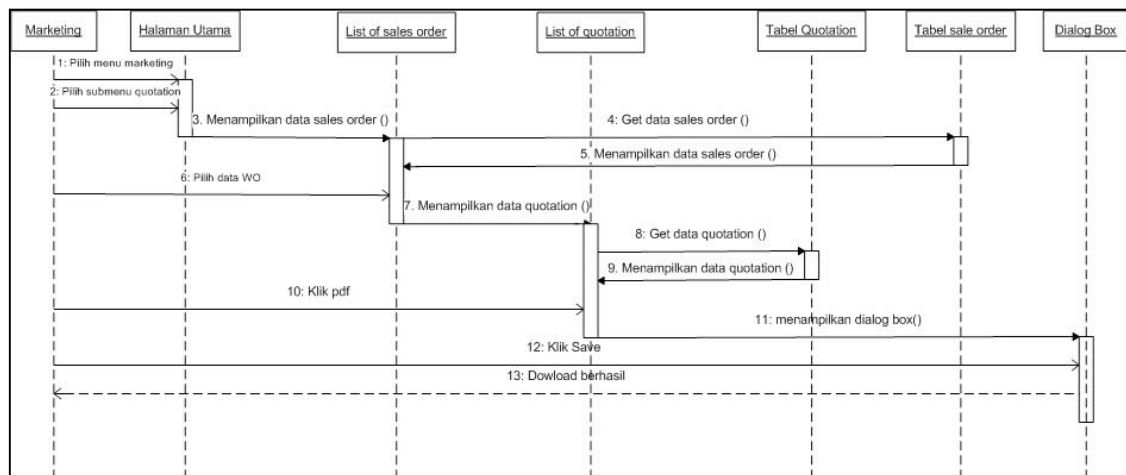 Marketing
Halaman Utama
List of sales order
List of quotation
Tabel Quotation
Tabel sale order
Dialog Box
1: Pilih menu marketing
2: Pilih submenu quotation
3. Menampilkan data sales order ()
4: Get data sales order ()
5. Menampilkan data sales order ()
6: Pilih data WO
7. Menampilkan data quotation ()
8: Get data quotation ()
9. Menampilkan data quotation ()
10: Klik pdf
11: menampilkan dialog box()
12: Klik Save
13: Dowload berhasil